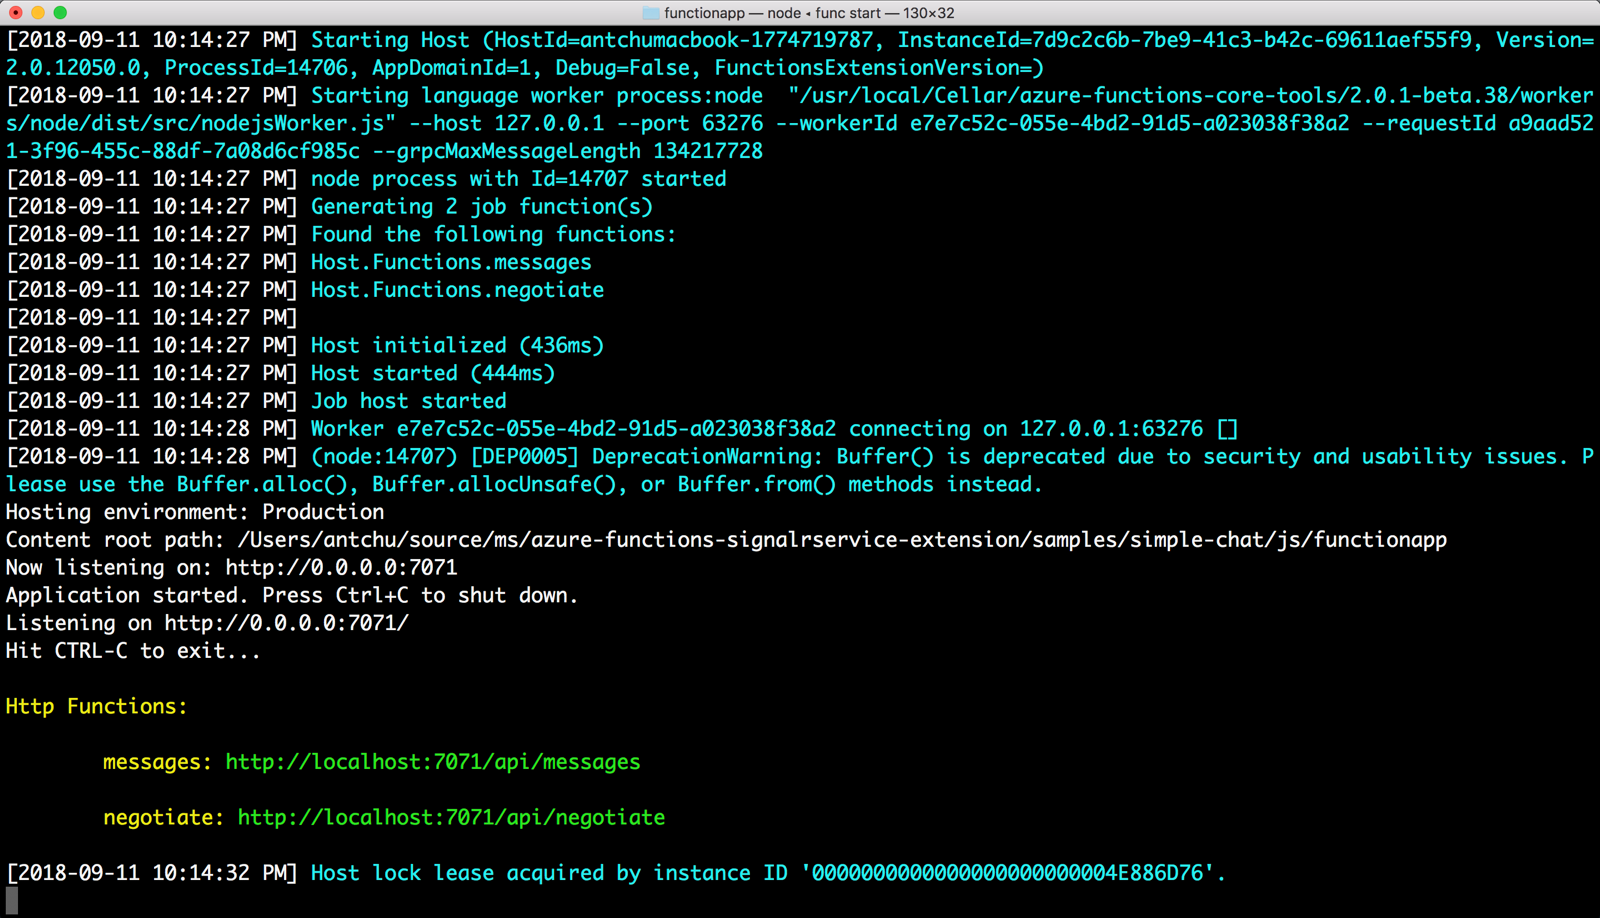 functionapp — node ◂ func start — 130×32
[2018-09-11 10:14:27 PM] Starting Host (HostId=antchumacbook-1774719787, InstanceId=7d9c2c6b-7be9-41c3-b42c-69611aef55f9, Version=
2.0.12050.0, ProcessId=14706, AppDomainId=1, Debug=False, FunctionsExtensionVersion=)
[2018-09-11 10:14:27 PM] Starting language worker process:node  "/usr/local/Cellar/azure-functions-core-tools/2.0.1-beta.38/worker
s/node/dist/src/nodejsWorker.js" --host 127.0.0.1 --port 63276 --workerId e7e7c52c-055e-4bd2-91d5-a023038f38a2 --requestId a9aad52
1-3f96-455c-88df-7a08d6cf985c --grpcMaxMessageLength 134217728
[2018-09-11 10:14:27 PM] node process with Id=14707 started
[2018-09-11 10:14:27 PM] Generating 2 job function(s)
[2018-09-11 10:14:27 PM] Found the following functions:
[2018-09-11 10:14:27 PM] Host.Functions.messages
[2018-09-11 10:14:27 PM] Host.Functions.negotiate
[2018-09-11 10:14:27 PM]
[2018-09-11 10:14:27 PM] Host initialized (436ms)
[2018-09-11 10:14:27 PM] Host started (444ms)
[2018-09-11 10:14:27 PM] Job host started
[2018-09-11 10:14:28 PM] Worker e7e7c52c-055e-4bd2-91d5-a023038f38a2 connecting on 127.0.0.1:63276 []
[2018-09-11 10:14:28 PM] (node:14707) [DEP0005] DeprecationWarning: Buffer() is deprecated due to security and usability issues. P
lease use the Buffer.alloc(), Buffer.allocUnsafe(), or Buffer.from() methods instead.
Hosting environment: Production
Content root path: /Users/antchu/source/ms/azure-functions-signalrservice-extension/samples/simple-chat/js/functionapp
Now listening on: http://0.0.0.0:7071
Application started. Press Ctrl+C to shut down.
Listening on http://0.0.0.0:7071/
Hit CTRL-C to exit...
Http Functions:
messages: http://localhost:7071/api/messages
negotiate: http://localhost:7071/api/negotiate
[2018-09-11 10:14:32 PM] Host lock lease acquired by instance ID '0000000000000000000000004E886D76'.